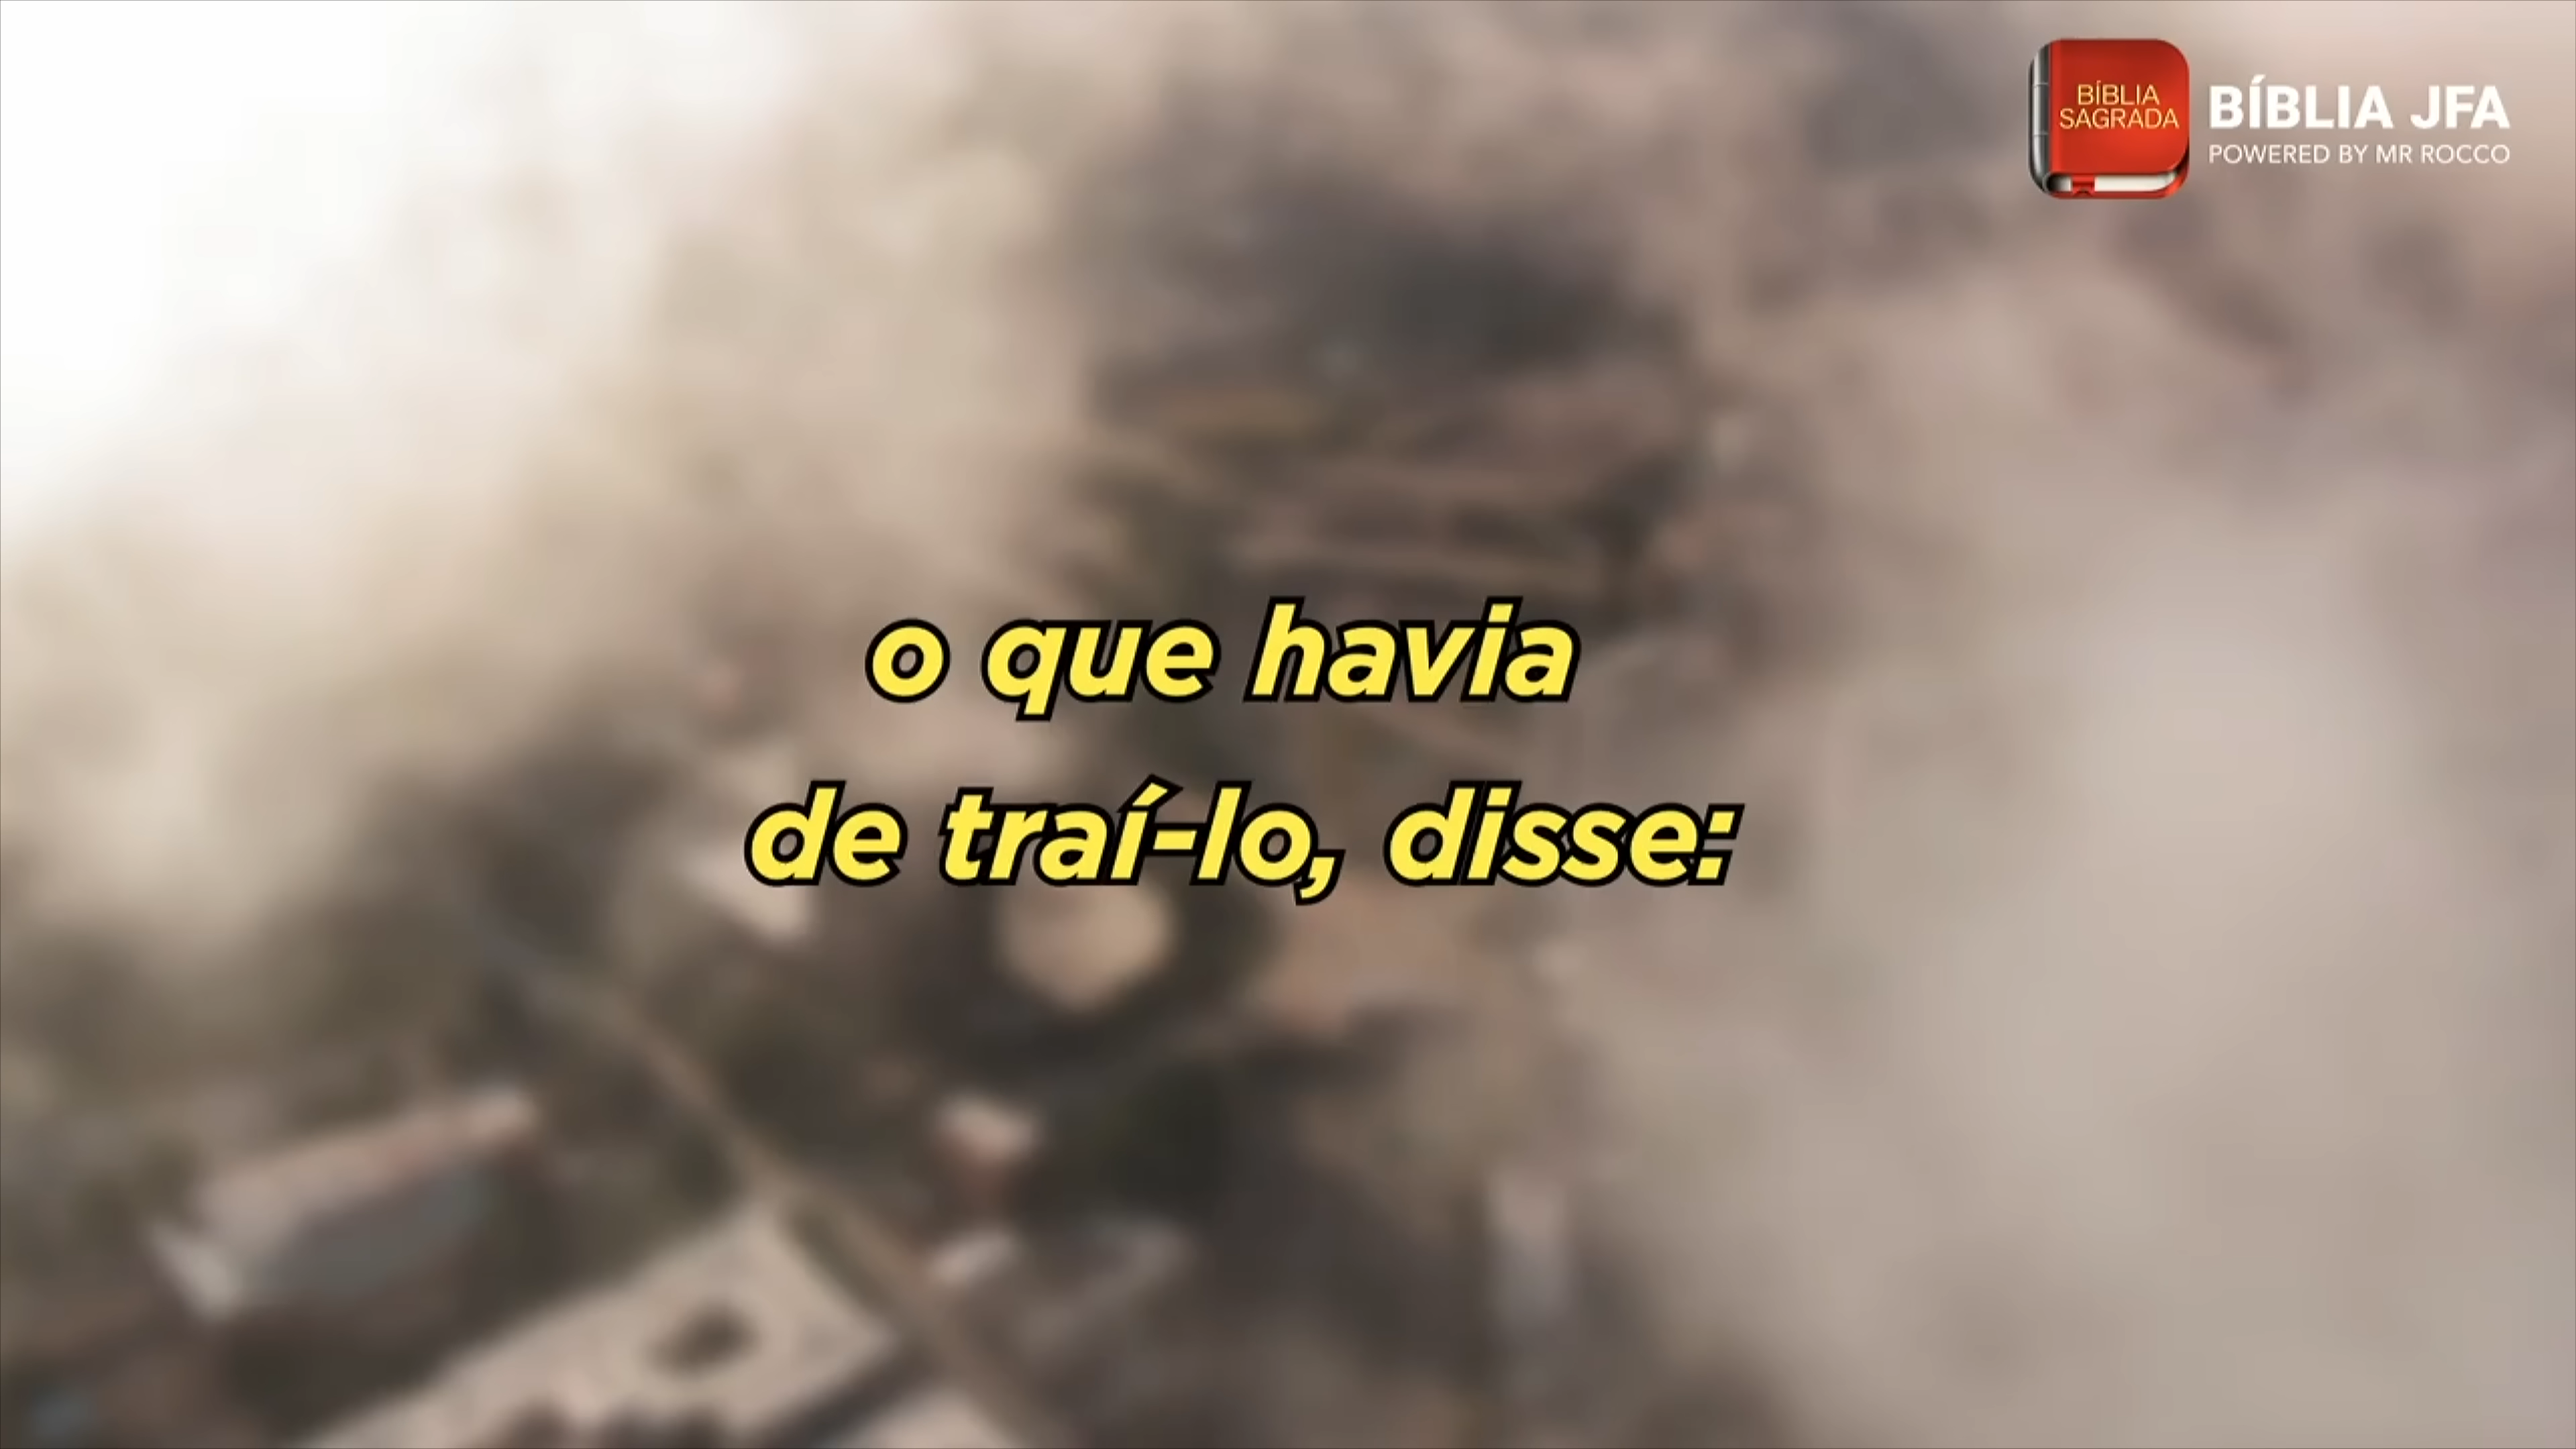 BÍBLIA
SAGRADA
BÍBLIA JFA
POWERED BY MR ROCCO
o que havia
de traí-lo, disse: